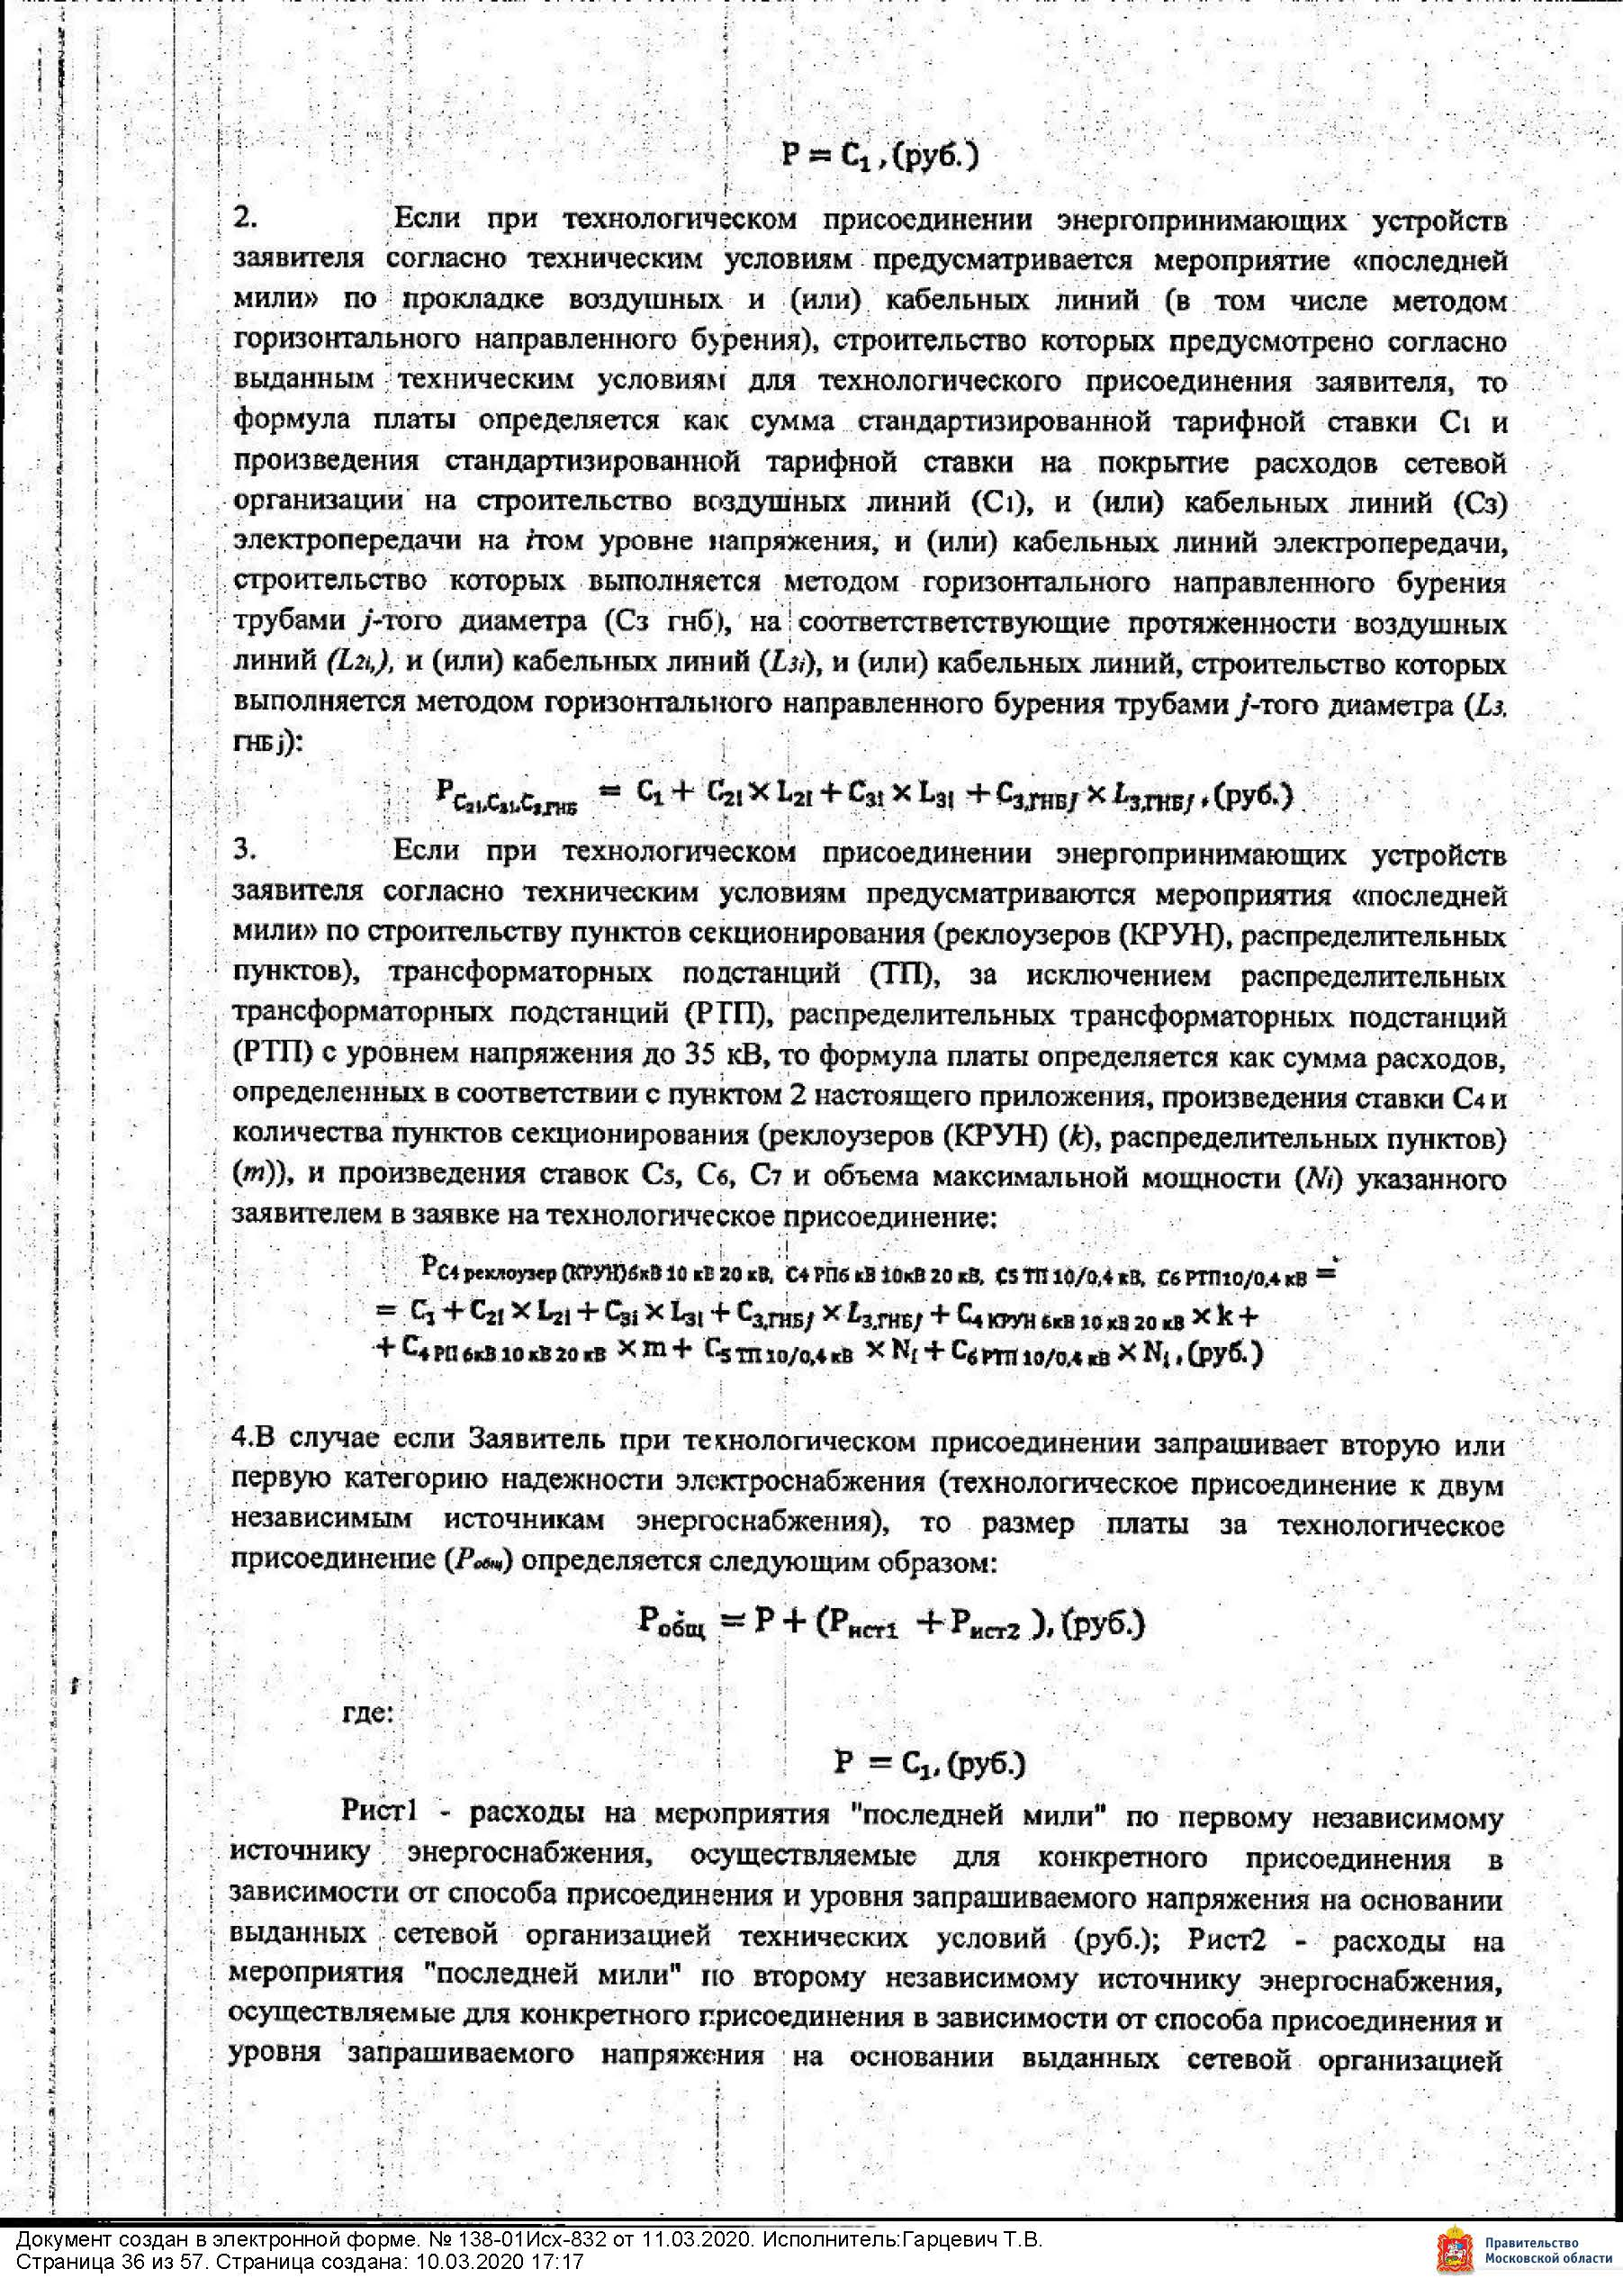 P = C₁ ,(руб.)
2. Если при технологическом присоединении энергопринимающих устройств
заявителя согласно техническим условиям предусматривается мероприятие «последней
мили» по прокладке воздушных и (или) кабельных линий (в том числе методом
горизонтального направленного бурения), строительство которых предусмотрено согласно
выданным техническим условиям для технологического присоединения заявителя, то
формула платы определяется как сумма стандартизированной тарифной ставки C1 и
произведения стандартизированной тарифной ставки на покрытие расходов сетевой
организации на строительство воздушных линий (C1), и (или) кабельных линий (C3)
электропередачи на iтом уровне напряжения, и (или) кабельных линий электропередачи,
строительство которых выполняется методом горизонтального направленного бурения
трубами j-того диаметра (C3 гнб), на соответстветствующие протяженности воздушных
линий (L2i,), и (или) кабельных линий (L3i), и (или) кабельных линий, строительство которых
выполняется методом горизонтального направленного бурения трубами j-того диаметра (L3,
ГНБ j):
P C2i,C3i,C3,ГНБ = C₁ + C2i × L2i + C3i × L3i + C3,ГНБj × L3,ГНБj , (руб.)
3. Если при технологическом присоединении энергопринимающих устройств
заявителя согласно техническим условиям предусматриваются мероприятия «последней
мили» по строительству пунктов секционирования (реклоузеров (КРУН), распределительных
пунктов), трансформаторных подстанций (ТП), за исключением распределительных
трансформаторных подстанций (РТП), распределительных трансформаторных подстанций
(РТП) с уровнем напряжения до 35 кВ, то формула платы определяется как сумма расходов,
определенных в соответствии с пунктом 2 настоящего приложения, произведения ставки C4 и
количества пунктов секционирования (реклоузеров (КРУН) (k), распределительных пунктов)
(m)), и произведения ставок C5, C6, C7 и объема максимальной мощности (Ni) указанного
заявителем в заявке на технологическое присоединение:
P C4 реклоузер (КРУН)6кВ 10 кВ 20 кВ, C4 РП6 кВ 10кВ 20 кВ, C5 ТП 10/0,4 кВ, C6 РТП10/0,4 кВ =
= C₁ + C2i × L2i + C3i × L3i + C3,ГНБj × L3,ГНБj + C4 КРУН 6кВ 10 кВ 20 кВ × k +
+ C4 РП 6кВ 10 кВ 20 кВ × m + C5 ТП 10/0,4 кВ × Ni + C6 РТП 10/0,4 кВ × Ni , (руб.)
4.В случае если Заявитель при технологическом присоединении запрашивает вторую или
первую категорию надежности электроснабжения (технологическое присоединение к двум
независимым источникам энергоснабжения), то размер платы за технологическое
присоединение (Pобщ) определяется следующим образом:
Pобщ = P + (Pист1 + Pист2 ), (руб.)
где:
P = C₁, (руб.)
Рист1 - расходы на мероприятия "последней мили" по первому независимому
источнику энергоснабжения, осуществляемые для конкретного присоединения в
зависимости от способа присоединения и уровня запрашиваемого напряжения на основании
выданных сетевой организацией технических условий (руб.); Рист2 - расходы на
мероприятия "последней мили" по второму независимому источнику энергоснабжения,
осуществляемые для конкретного присоединения в зависимости от способа присоединения и
уровня запрашиваемого напряжения на основании выданных сетевой организацией
Документ создан в электронной форме. № 138-01Исх-832 от 11.03.2020. Исполнитель:Гарцевич Т.В.
Страница 36 из 57. Страница создана: 10.03.2020 17:17
Правительство
Московской области